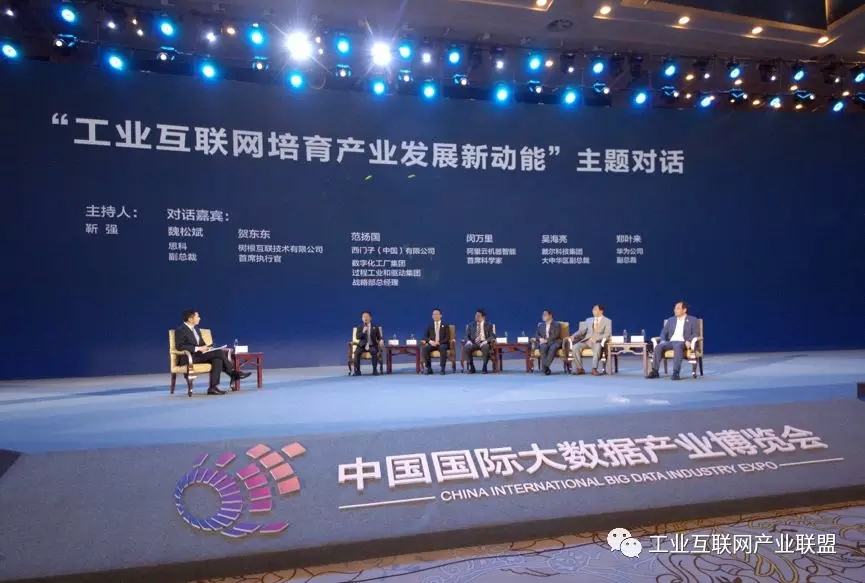 “工业互联网培育产业发展新动能”主题对话
主持人： 对话嘉宾：
靳 强 魏松斌 贺东东 范扬国 闵万里 吴海亮 郑叶来
思科 树根互联技术有限公司 西门子（中国）有限公司 阿里云机器智能 戴尔科技集团 华为公司
副总裁 首席执行官 数字化工厂集团 首席科学家 大中华区副总裁 副总裁
过程工业和驱动集团
战略部总经理
中国国际大数据产业博览会
CHINA INTERNATIONAL BIG DATA INDUSTRY EXPO
工业互联网产业联盟